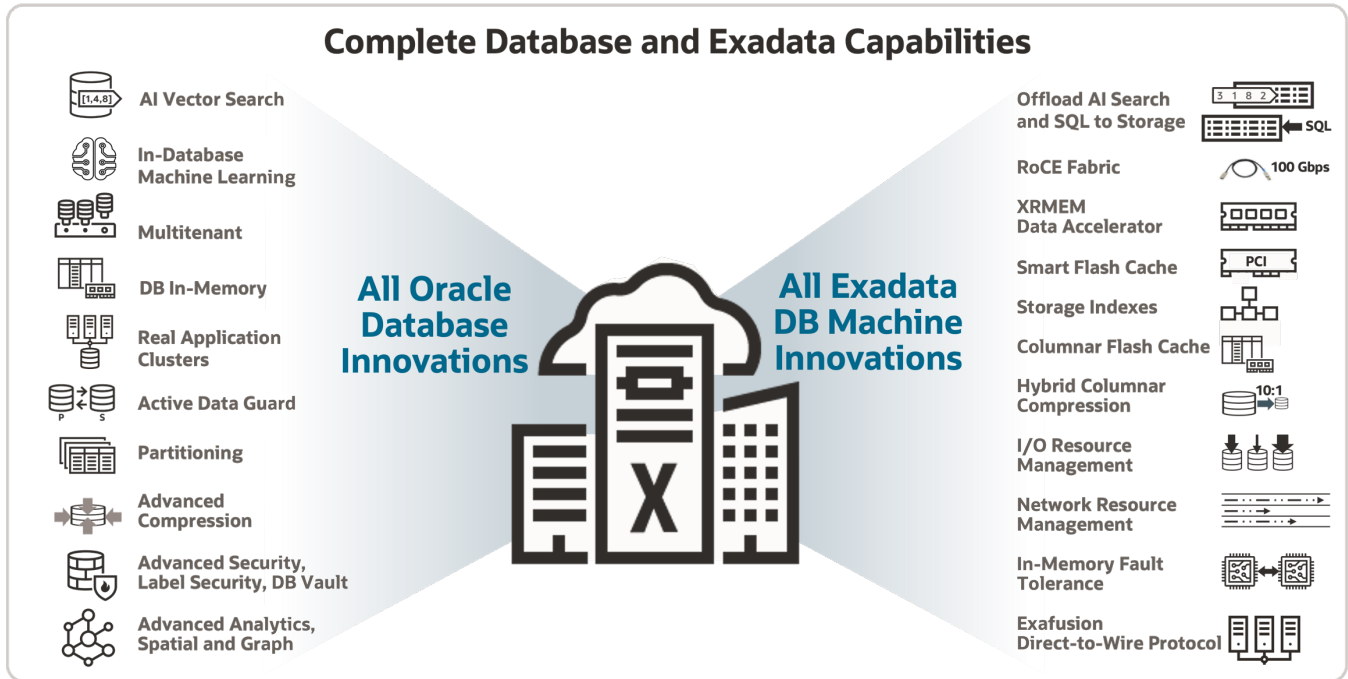 Complete Database and Exadata Capabilities
[1,4,8]
AI Vector Search
In-Database
Machine Learning
Multitenant
DB In-Memory
Real Application
Clusters
P S
Active Data Guard
Partitioning
Advanced
Compression
Advanced Security,
Label Security, DB Vault
Advanced Analytics,
Spatial and Graph
All Oracle
Database
Innovations
X
All Exadata
DB Machine
Innovations
Offload AI Search
and SQL to Storage
3 1 8 2
SQL
RoCE Fabric
100 Gbps
XRMEM
Data Accelerator
Smart Flash Cache
PCI
Storage Indexes
Columnar Flash Cache
Hybrid Columnar
Compression
10:1
I/O Resource
Management
Network Resource
Management
In-Memory Fault
Tolerance
Exafusion
Direct-to-Wire Protocol